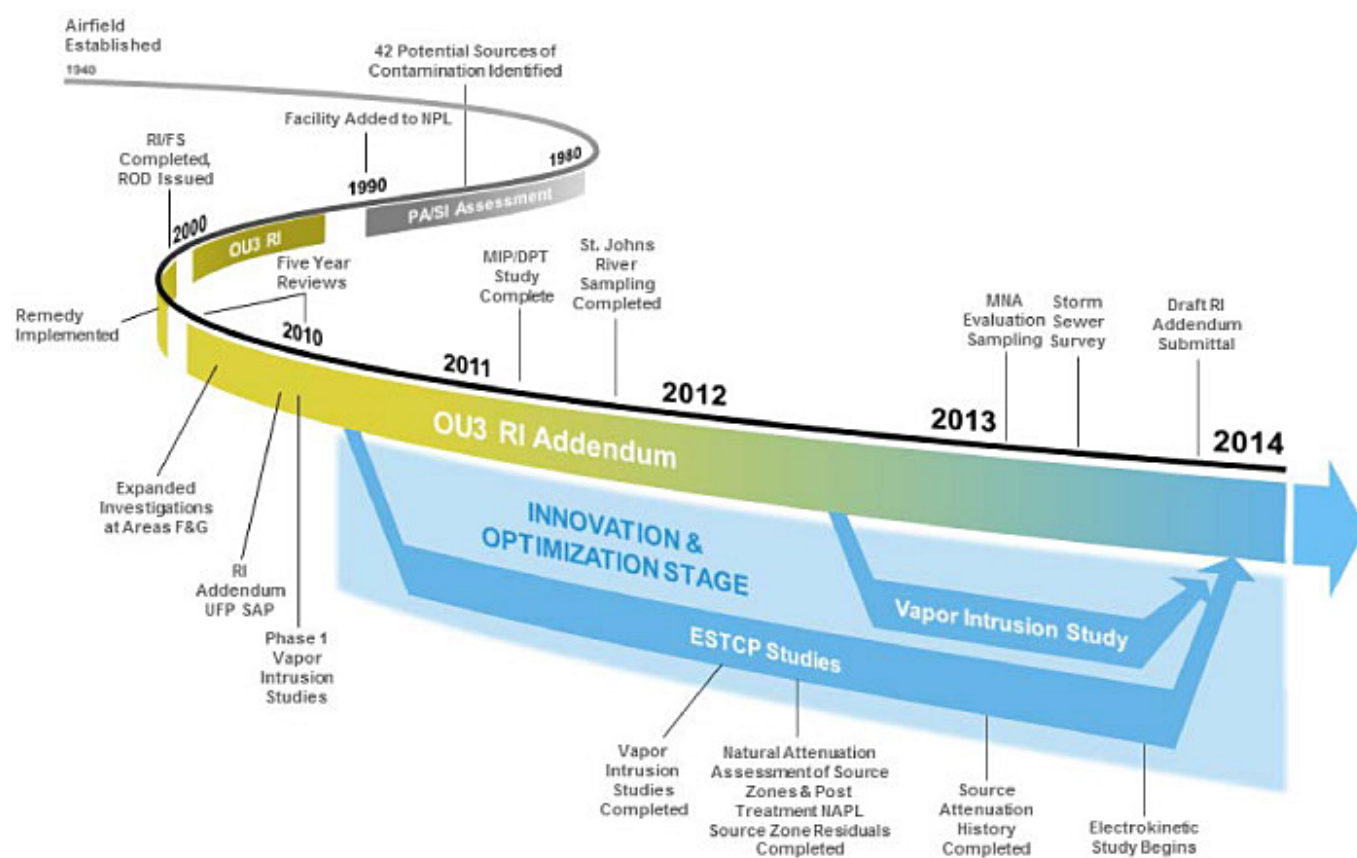 Airfield
Established
1940
42 Potential Sources of
Contamination Identified
Facility Added to NPL
RI/FS
Completed,
ROD Issued
1980
1990
PA/SI Assessment
2000
OU3 RI
Five Year
Reviews
Remedy
Implemented
2010
MIP/DPT
Study
Complete
St. Johns
River
Sampling
Completed
MNA
Evaluation
Sampling
Storm
Sewer
Survey
Draft RI
Addendum
Submittal
2011
2012
2013
2014
OU3 RI Addendum
Expanded
Investigations
at Areas F&G
RI
Addendum
UFP SAP
Phase 1
Vapor
Intrusion
Studies
INNOVATION &
OPTIMIZATION STAGE
Vapor Intrusion Study
ESTCP Studies
Vapor
Intrusion
Studies
Completed
Natural Attenuation
Assessment of Source
Zones & Post
Treatment NAPL
Source Zone Residuals
Completed
Source
Attenuation
History
Completed
Electrokinetic
Study Begins